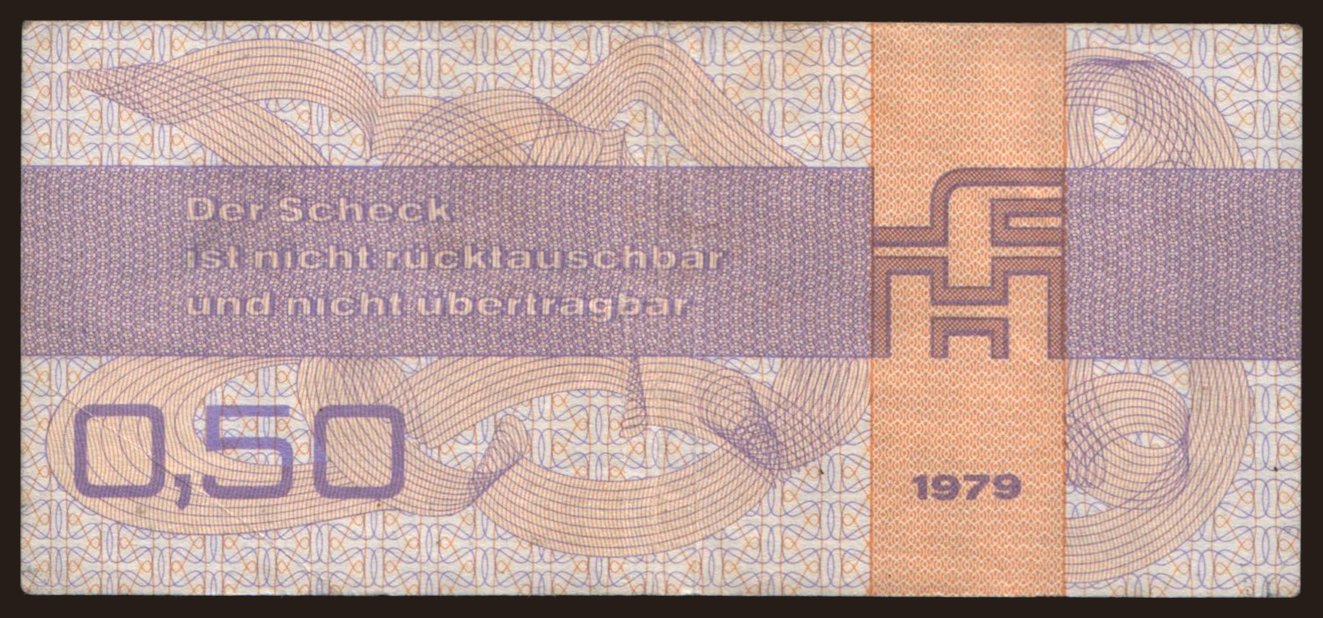 Der Scheck
ist nicht rücktauschbar
und nicht übertragbar
0,50
1979